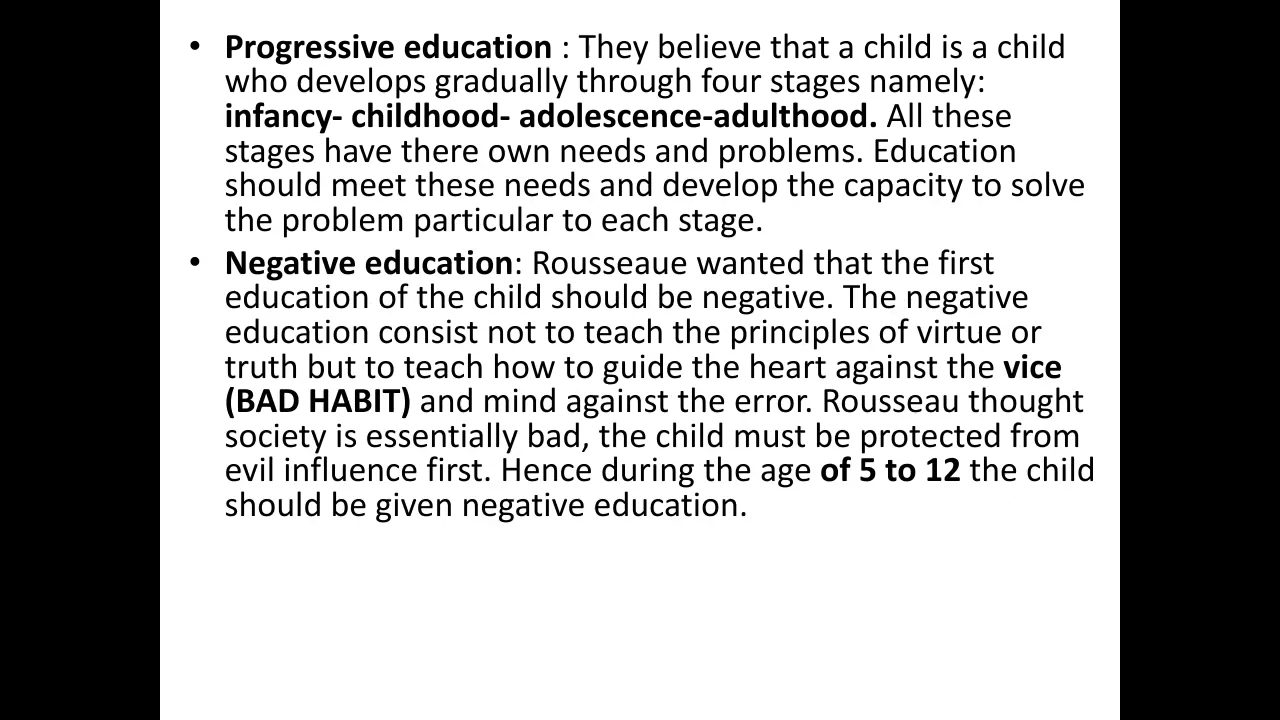 • Progressive education : They believe that a child is a child
who develops gradually through four stages namely:
infancy- childhood- adolescence-adulthood. All these
stages have there own needs and problems. Education
should meet these needs and develop the capacity to solve
the problem particular to each stage.
• Negative education: Rousseaue wanted that the first
education of the child should be negative. The negative
education consist not to teach the principles of virtue or
truth but to teach how to guide the heart against the vice
(BAD HABIT) and mind against the error. Rousseau thought
society is essentially bad, the child must be protected from
evil influence first. Hence during the age of 5 to 12 the child
should be given negative education.